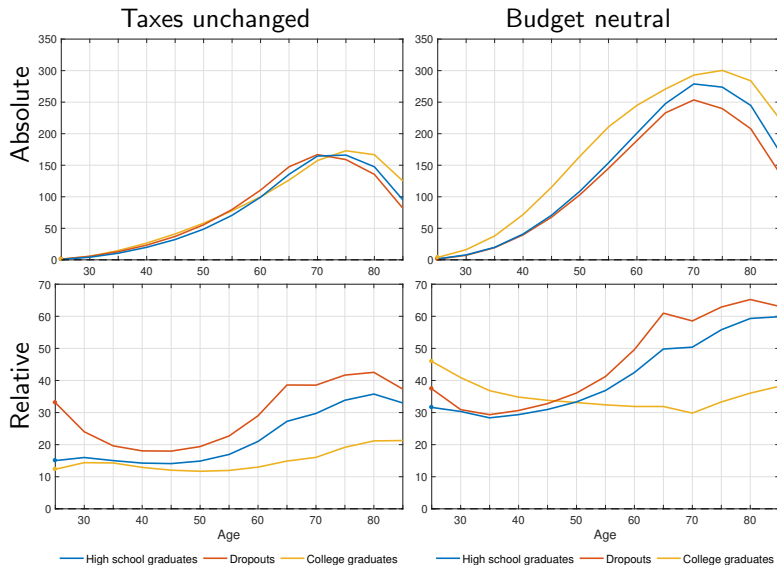 Taxes unchanged
Budget neutral
Absolute
350
300
250
200
150
100
50
0
30 40 50 60 70 80
350
300
250
200
150
100
50
0
30 40 50 60 70 80
Relative
70
60
50
40
30
20
10
0
30 40 50 60 70 80
Age
70
60
50
40
30
20
10
0
30 40 50 60 70 80
Age
High school graduates Dropouts College graduates
High school graduates Dropouts College graduates